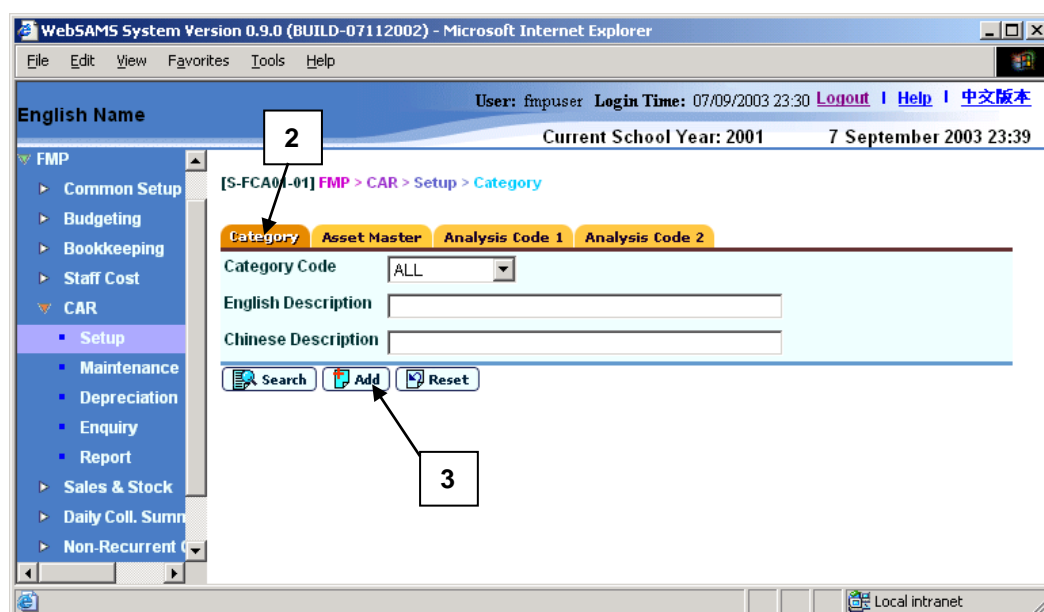 WebSAMS System Version 0.9.0 (BUILD-07112002) - Microsoft Internet Explorer
File Edit View Favorites Tools Help
User: fmpuser Login Time: 07/09/2003 23:30 Logout | Help | 中文版本
English Name
Current School Year: 2001 7 September 2003 23:39
2
FMP
Common Setup
Budgeting
Bookkeeping
Staff Cost
CAR
Setup
Maintenance
Depreciation
Enquiry
Report
Sales & Stock
Daily Coll. Summ
Non-Recurrent (
[S-FCA01-01] FMP > CAR > Setup > Category
Category Asset Master Analysis Code 1 Analysis Code 2
Category Code ALL
English Description
Chinese Description
Search Add Reset
3
Local intranet